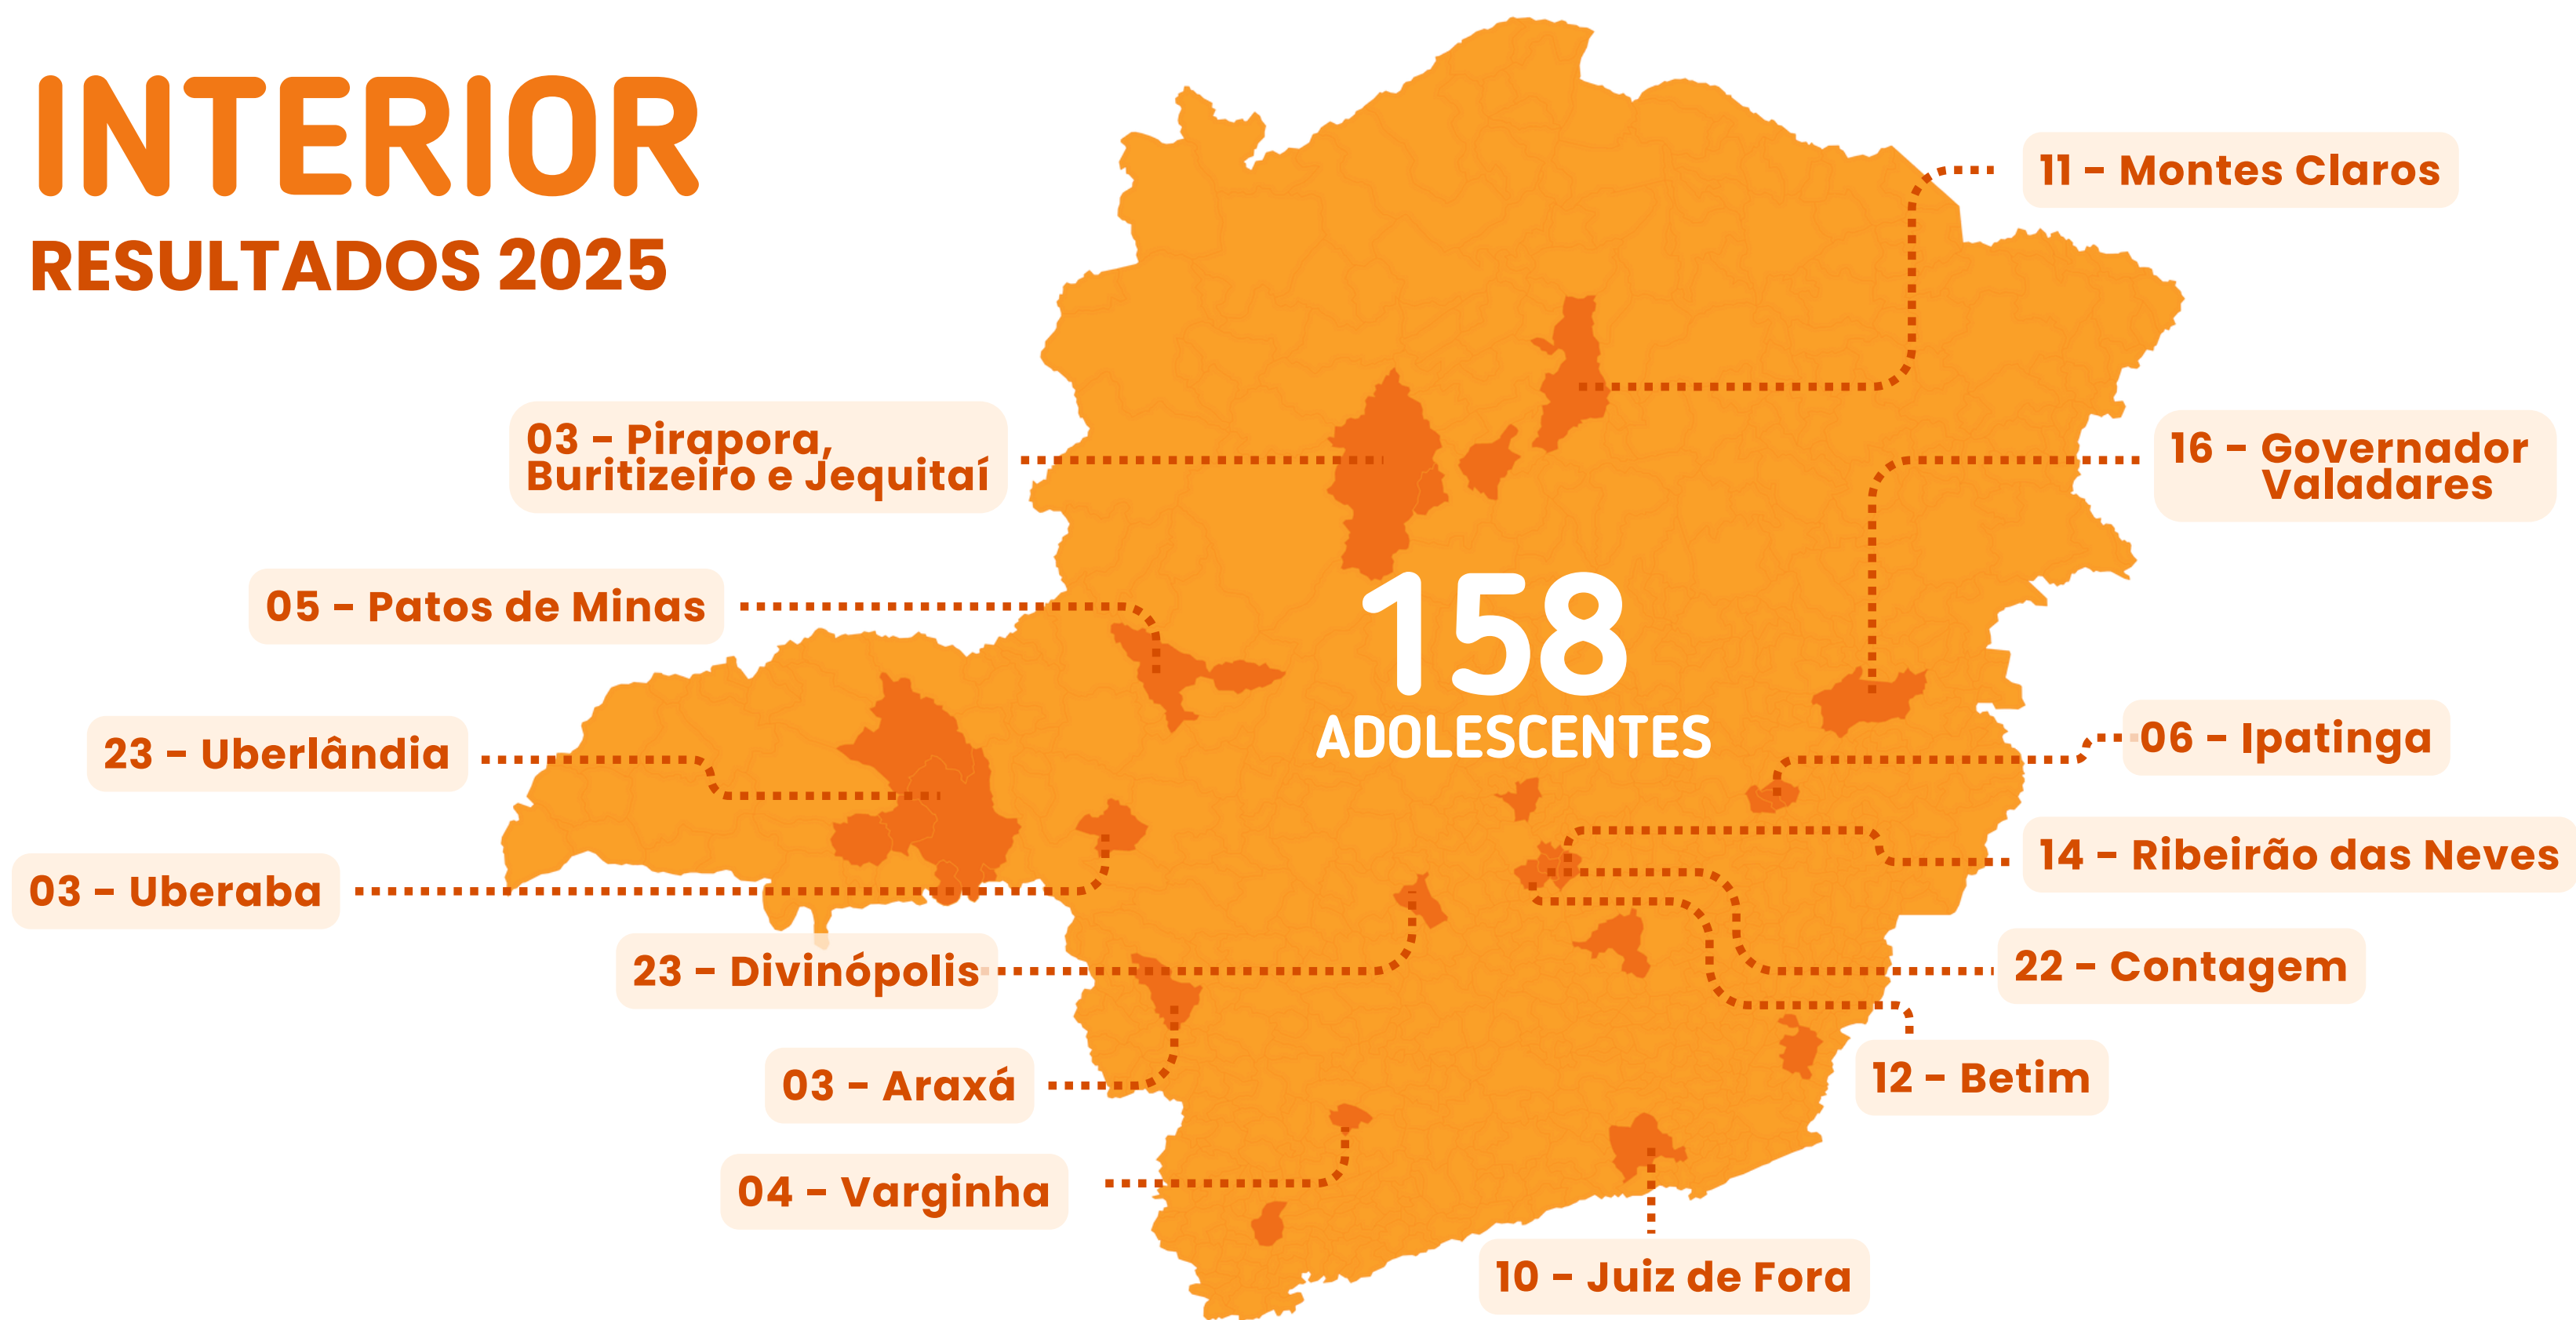 INTERIOR
RESULTADOS 2025
11 - Montes Claros
03 - Pirapora,
Buritizeiro e Jequitaí
16 - Governador
Valadares
05 - Patos de Minas
158
ADOLESCENTES
23 - Uberlândia
06 - Ipatinga
14 - Ribeirão das Neves
03 - Uberaba
23 - Divinópolis
22 - Contagem
03 - Araxá
12 - Betim
04 - Varginha
10 - Juiz de Fora